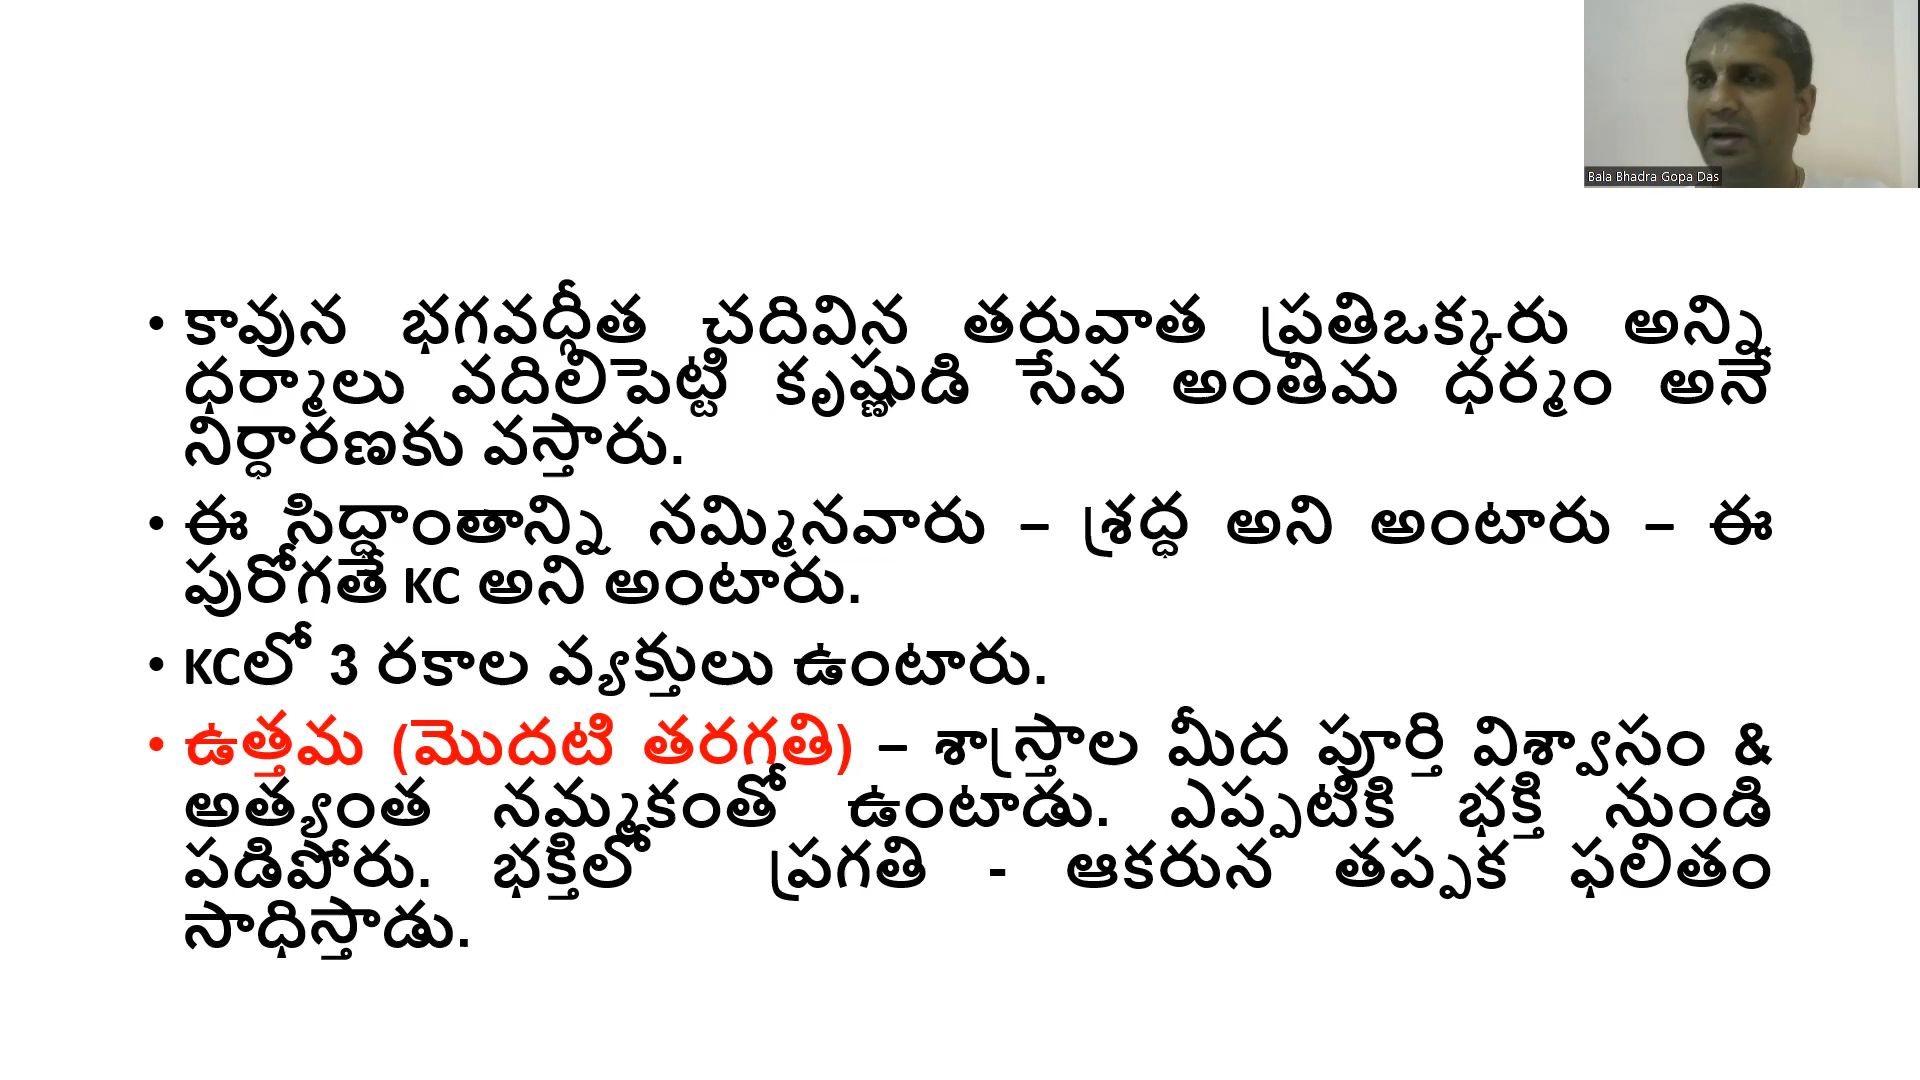 Bala Bhadra Gopa Das
• కావున భగవధ్గీత చదివిన తరువాత ప్రతిఒక్కరు అన్ని
ధర్మాలు వదిలిపెట్టి కృష్ణుడి సేవ అంతిమ ధర్మం అనే
నిర్ధారణకు వస్తారు.
• ఈ సిద్ధాంతాన్ని నమ్మినవారు – శ్రద్ధ అని అంటారు – ఈ
పురోగతే KC అని అంటారు.
• KCలో 3 రకాల వ్యక్తులు ఉంటారు.
• ఉత్తమ (మొదటి తరగతి) – శాస్త్రాల మీద పూర్తి విశ్వాసం &
అత్యంత నమ్మకంతో ఉంటాడు. ఎప్పటికి భక్తి నుండి
పడిపోరు. భక్తిలో ప్రగతి - ఆకరున తప్పక ఫలితం
సాధిస్తాడు.